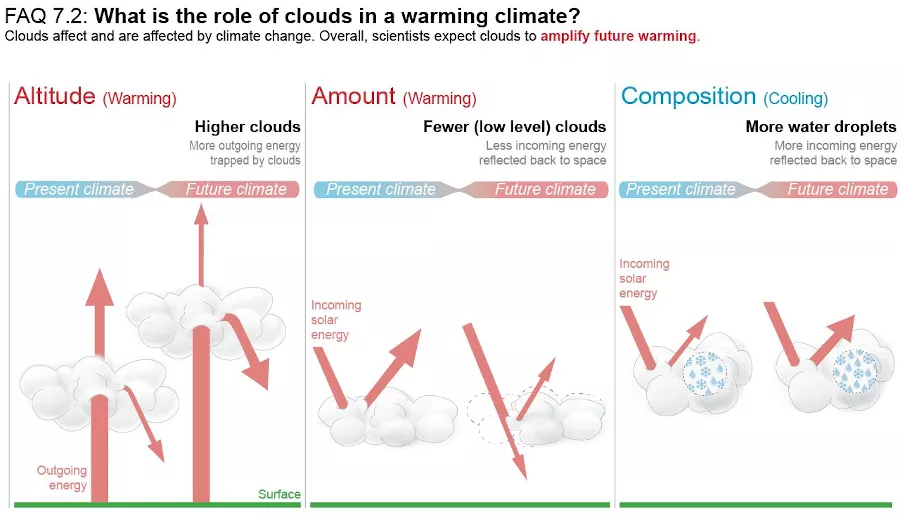 FAQ 7.2: What is the role of clouds in a warming climate?
Clouds affect and are affected by climate change. Overall, scientists expect clouds to amplify future warming.
Altitude (Warming)
Higher clouds
More outgoing energy
trapped by clouds
Present climate
Future climate
Outgoing
energy
Surface
Amount (Warming)
Fewer (low level) clouds
Less incoming energy
reflected back to space
Present climate
Future climate
Incoming
solar
energy
Composition (Cooling)
More water droplets
More incoming energy
reflected back to space
Present climate
Future climate
Incoming
solar
energy